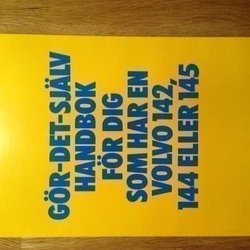 GÖR-DET-SJÄLV
HANDBOK
FÖR DIG
SOM HAR EN
VOLVO 142,
144 ELLER 145